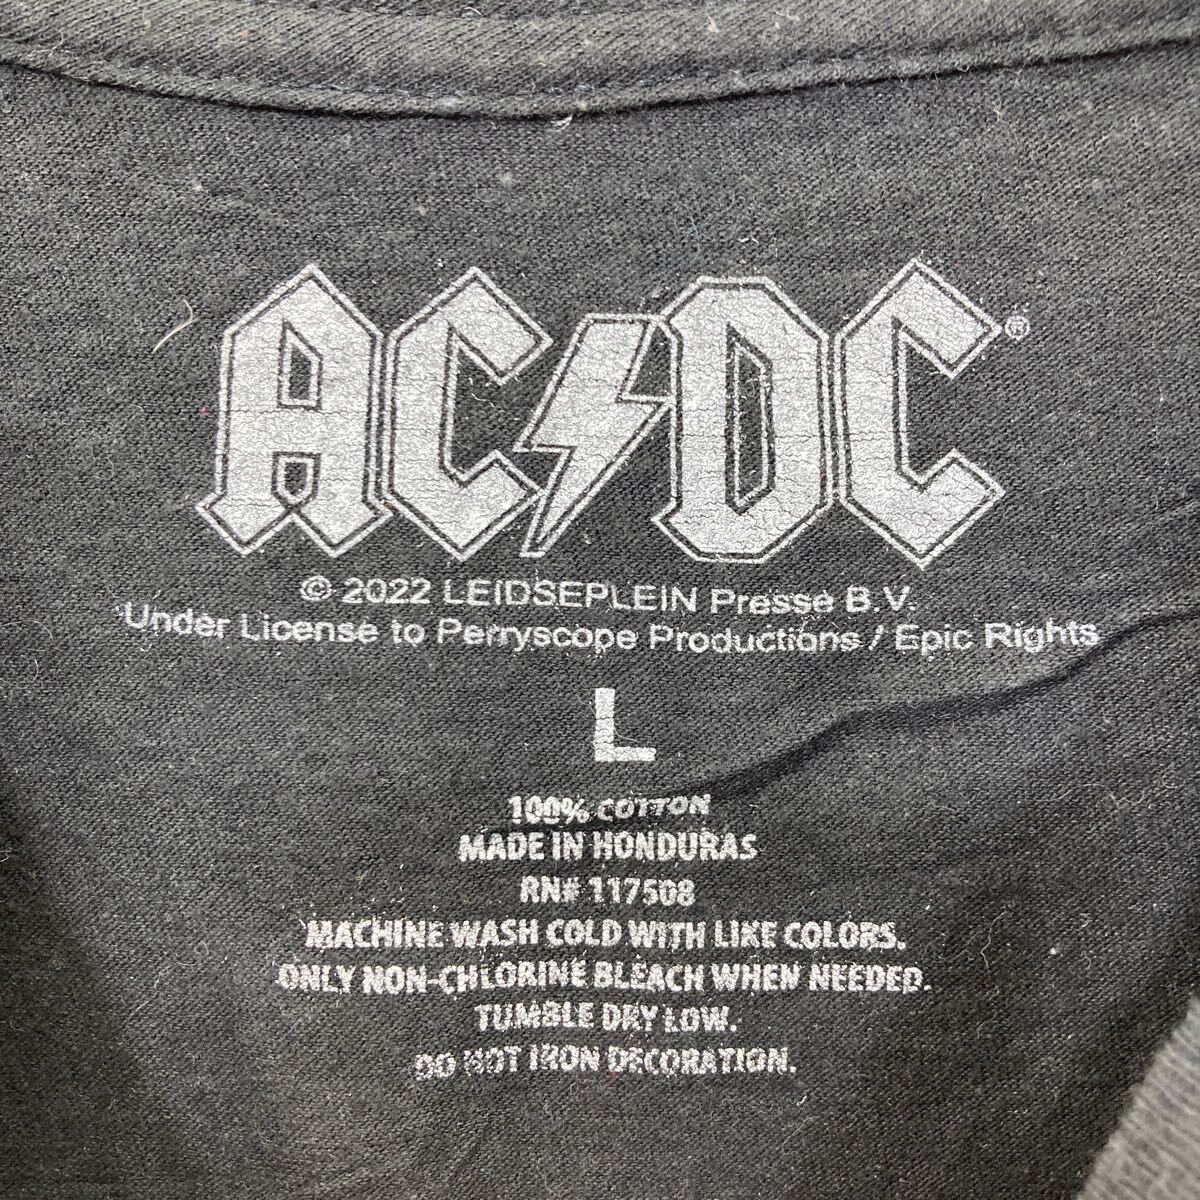 AC⚡DC®
© 2022 LEIDSEPLEIN Presse B.V.
Under License to Perryscope Productions / Epic Rights
L
100% COTTON
MADE IN HONDURAS
RN# 117508
MACHINE WASH COLD WITH LIKE COLORS.
ONLY NON-CHLORINE BLEACH WHEN NEEDED.
TUMBLE DRY LOW.
DO NOT IRON DECORATION.